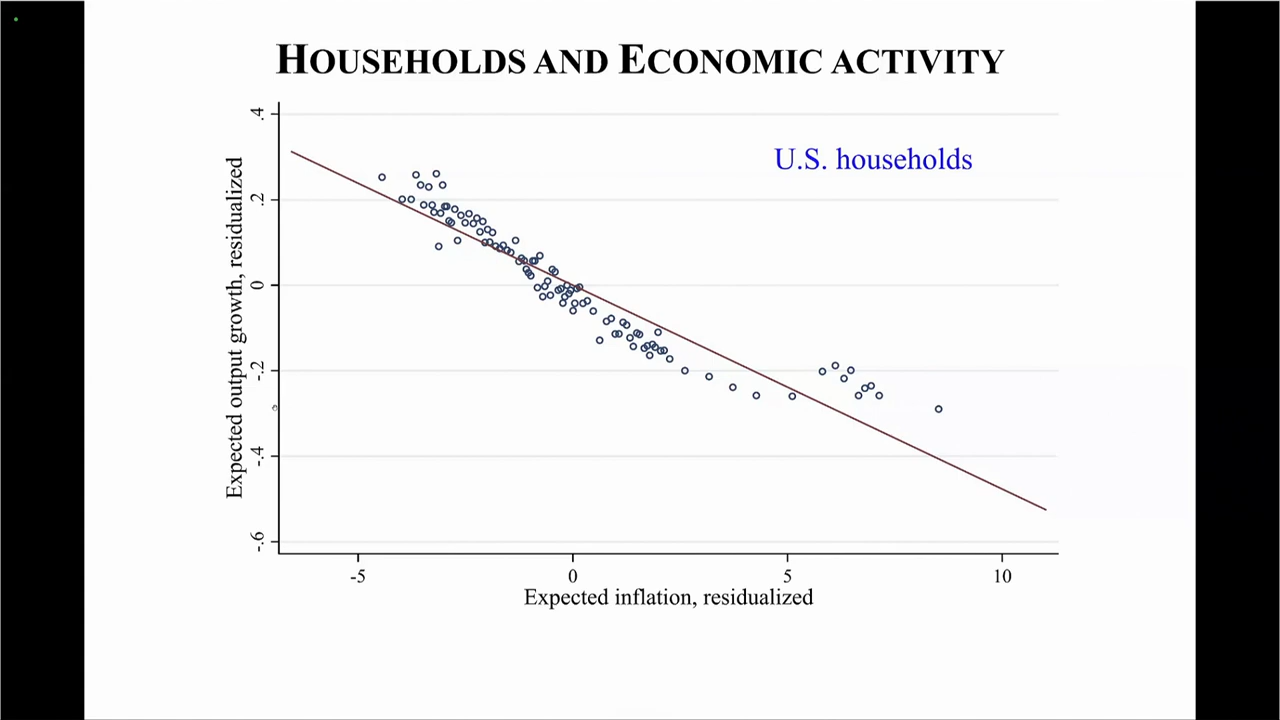 HOUSEHOLDS AND ECONOMIC ACTIVITY
U.S. households
Expected output growth, residualized
.4
.2
0
-.2
-.4
-.6
-5
0
5
10
Expected inflation, residualized